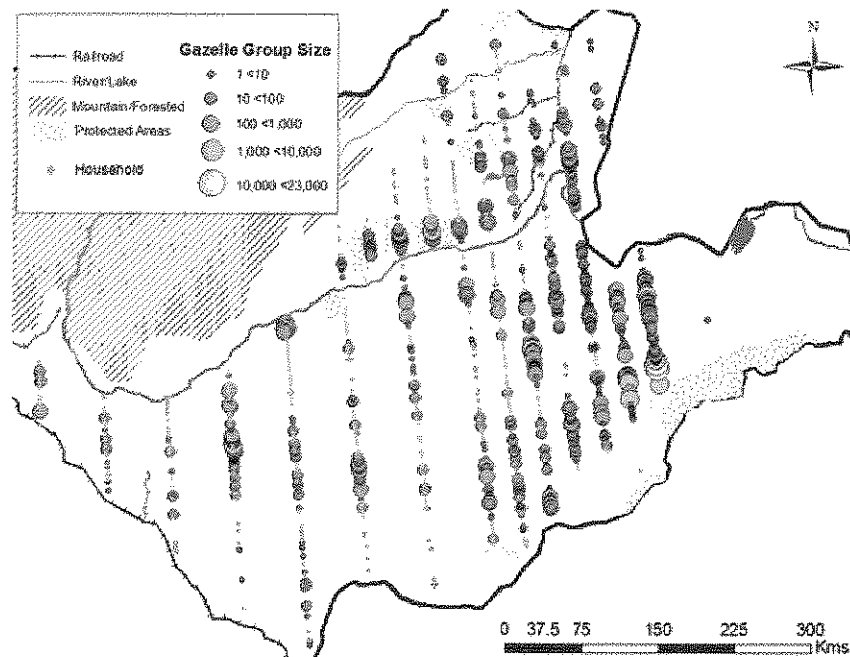 N
Gazelle Group Size
Railroad
River/Lake
Mountain/Forested
Protected Areas
Household
1 <10
10 <100
100 <1,000
1,000 <10,000
10,000 <23,000
0 37.5 75 150 225 300
Kms